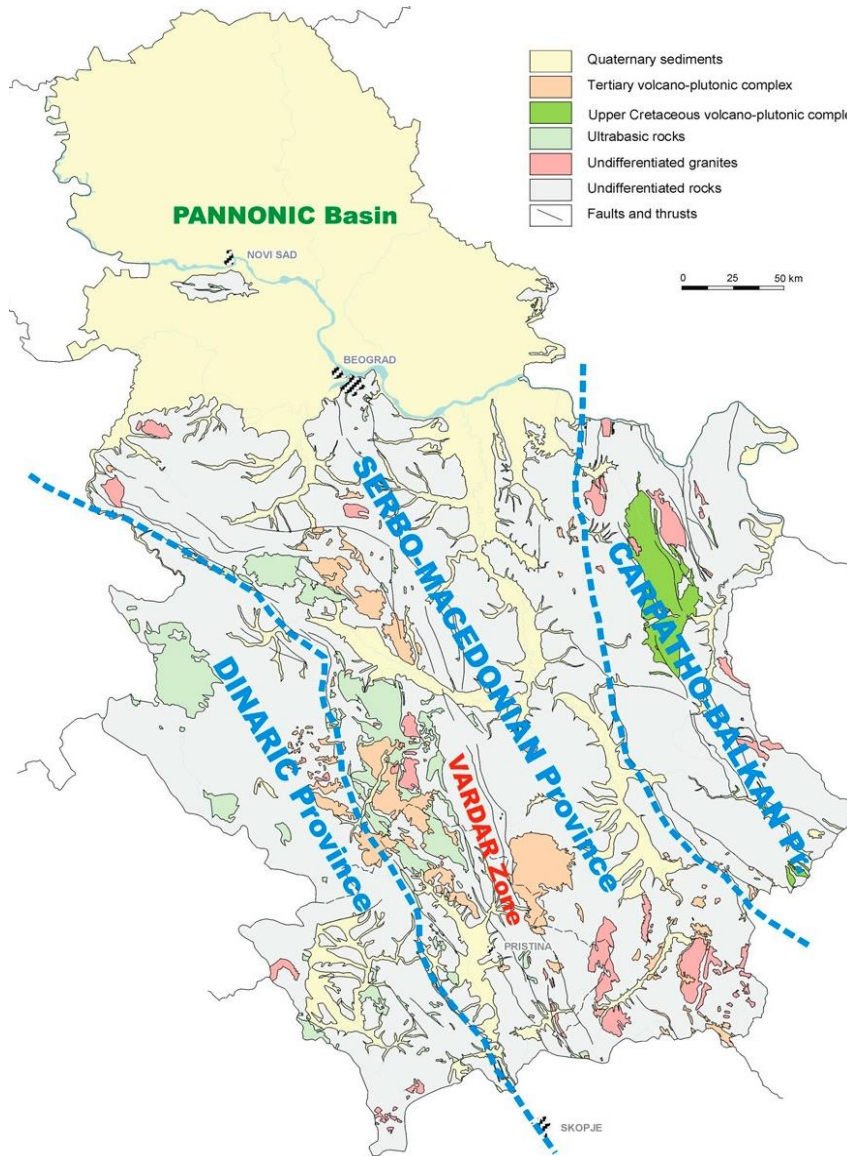 Quaternary sediments
Tertiary volcano-plutonic complex
Upper Cretaceous volcano-plutonic comple
Ultrabasic rocks
Undifferentiated granites
Undifferentiated rocks
Faults and thrusts
0 25 50 km
PANNONIC Basin
NOVI SAD
BEOGRAD
SERBO-MACEDONIAN Province
CARPATHO-BALKAN Pr.
DINARIC Province
VARDAR Zone
PRISTINA
SKOPJE